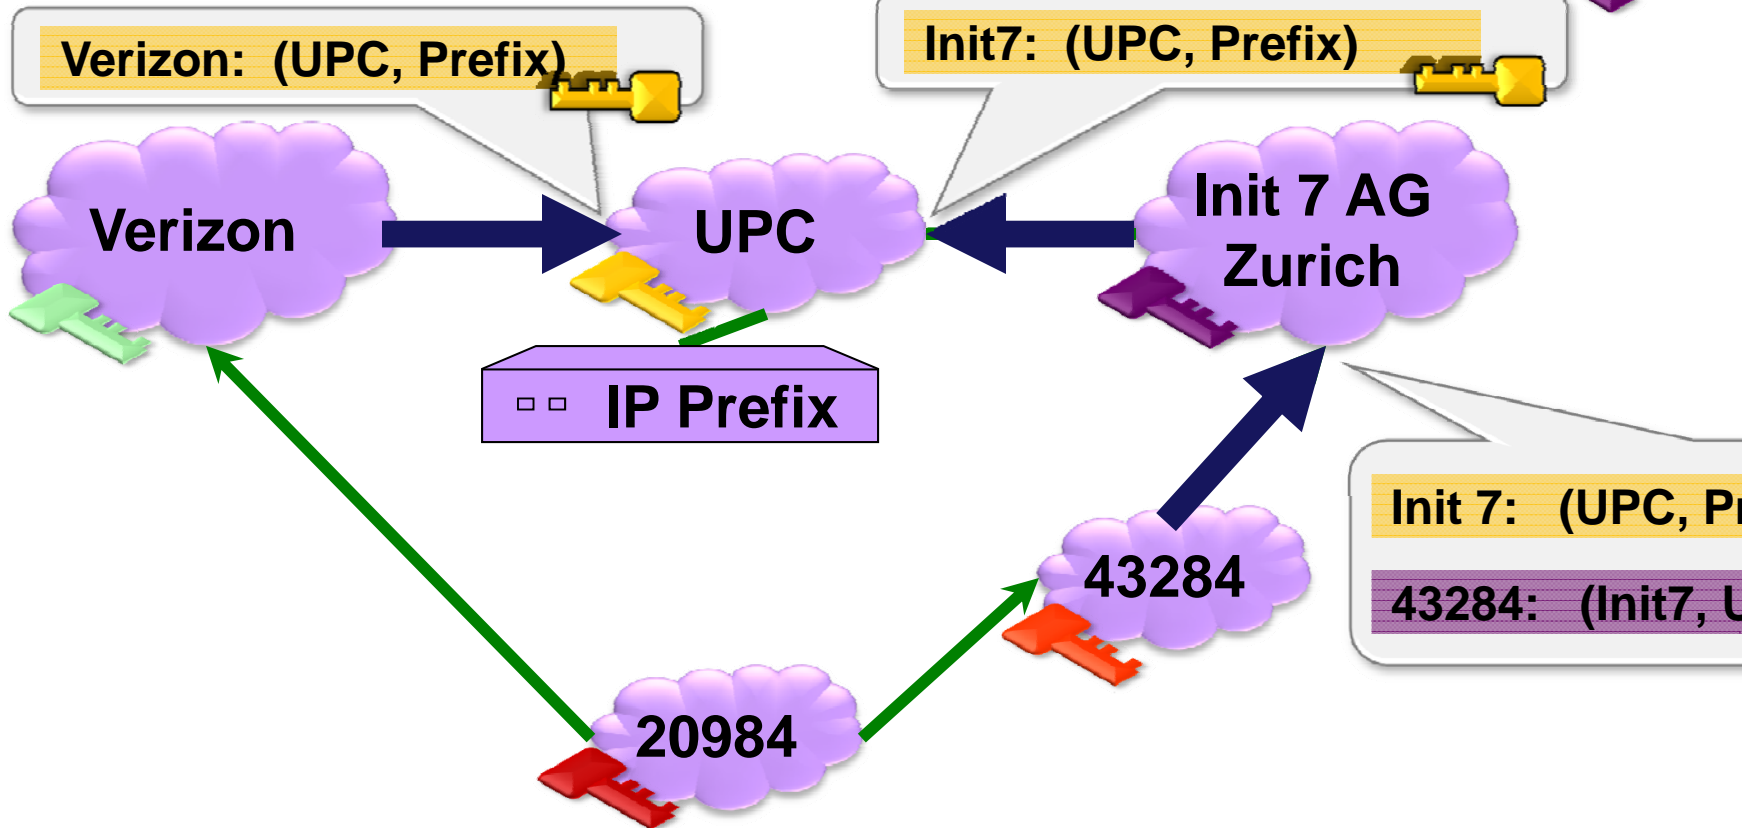 Verizon: (UPC, Prefix)
Init7: (UPC, Prefix)
Verizon
UPC
Init 7 AG
Zurich
IP Prefix
Init 7: (UPC,
43284
43284: (Init7,
20984